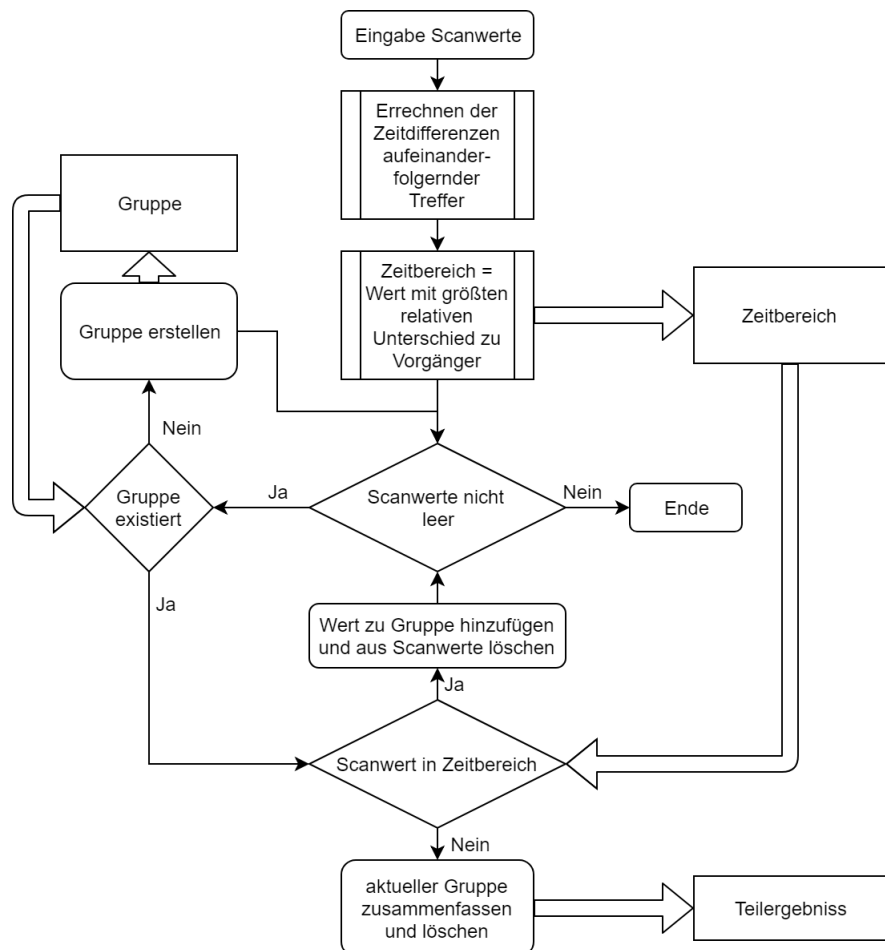 Eingabe Scanwerte
Errechnen der
Zeitdifferenzen
aufeinander-
folgernder
Treffer
Gruppe
Zeitbereich =
Wert mit größten
relativen
Unterschied zu
Vorgänger
Zeitbereich
Gruppe erstellen
Nein
Gruppe
existiert
Ja
Scanwerte nicht
leer
Nein
Ende
Ja
Wert zu Gruppe hinzufügen
und aus Scanwerte löschen
Ja
Scanwert in Zeitbereich
Nein
aktueller Gruppe
zusammenfassen
und löschen
Teilergebniss